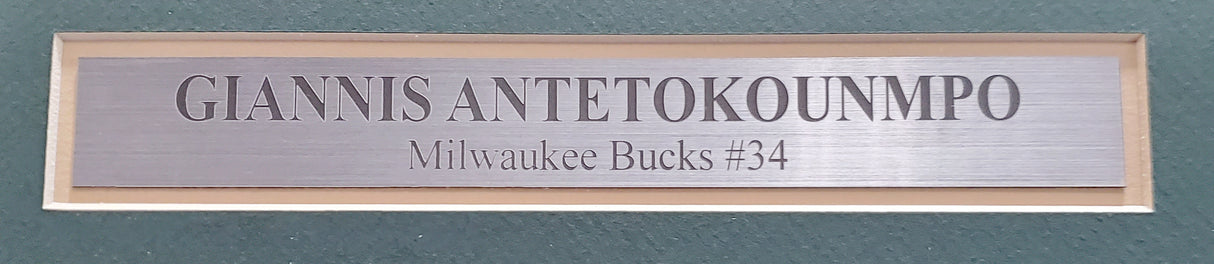 GIANNIS ANTETOKOUNMPO
Milwaukee Bucks #34